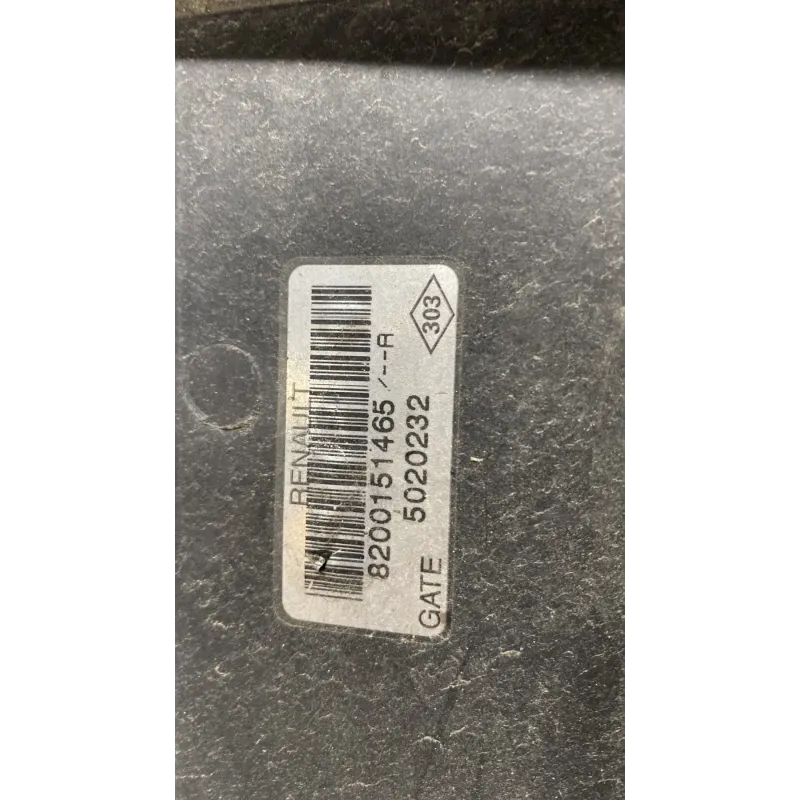 RENAULT
8200151465 /--A
5020232
GATE
303